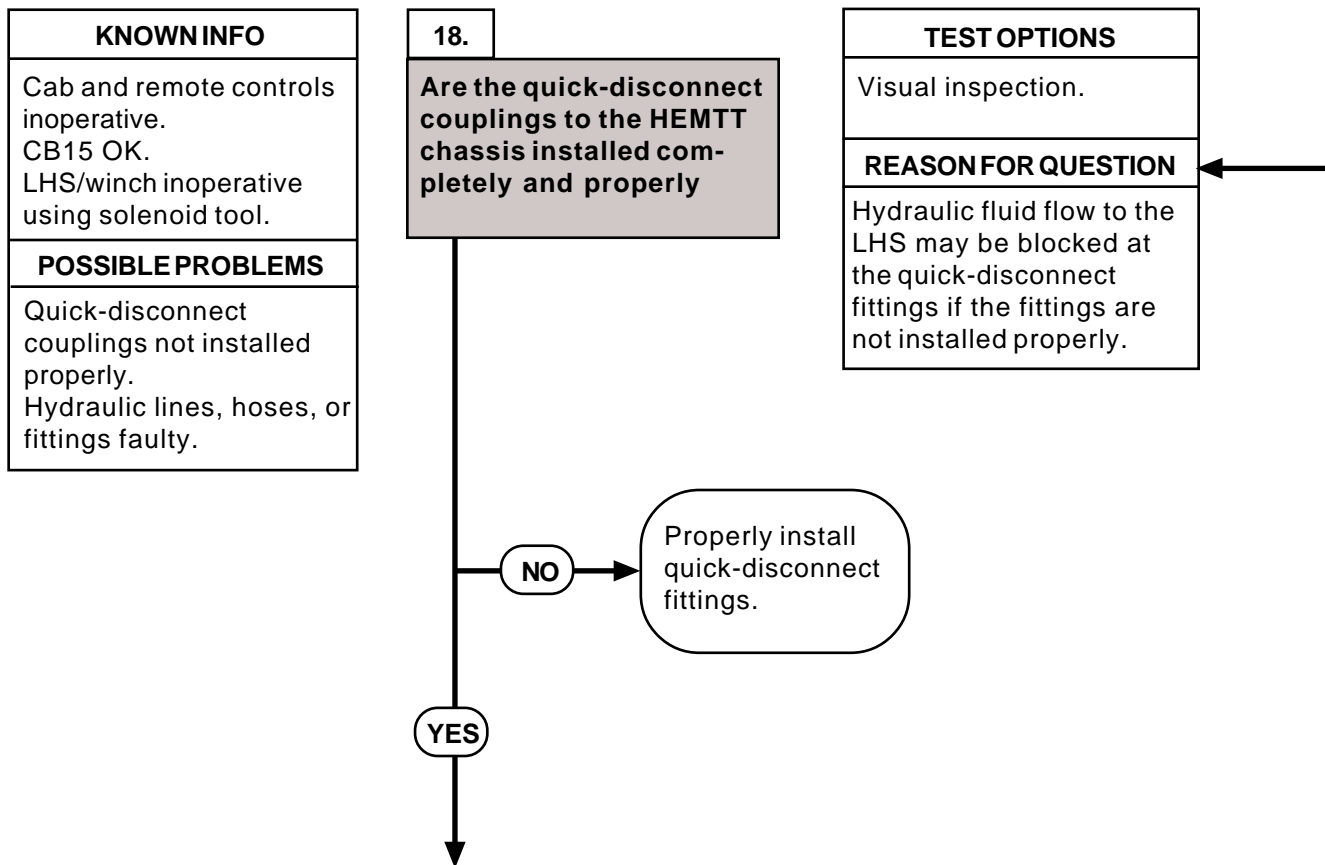 KNOWN INFO
Cab and remote controls
inoperative.
CB15 OK.
LHS/winch inoperative
using solenoid tool.
POSSIBLE PROBLEMS
Quick-disconnect
couplings not installed
properly.
Hydraulic lines, hoses, or
fittings faulty.
18.
Are the quick-disconnect
couplings to the HEMTT
chassis installed com-
pletely and properly
TEST OPTIONS
Visual inspection.
REASON FOR QUESTION
Hydraulic fluid flow to the
LHS may be blocked at
the quick-disconnect
fittings if the fittings are
not installed properly.
NO
Properly install
quick-disconnect
fittings.
YES